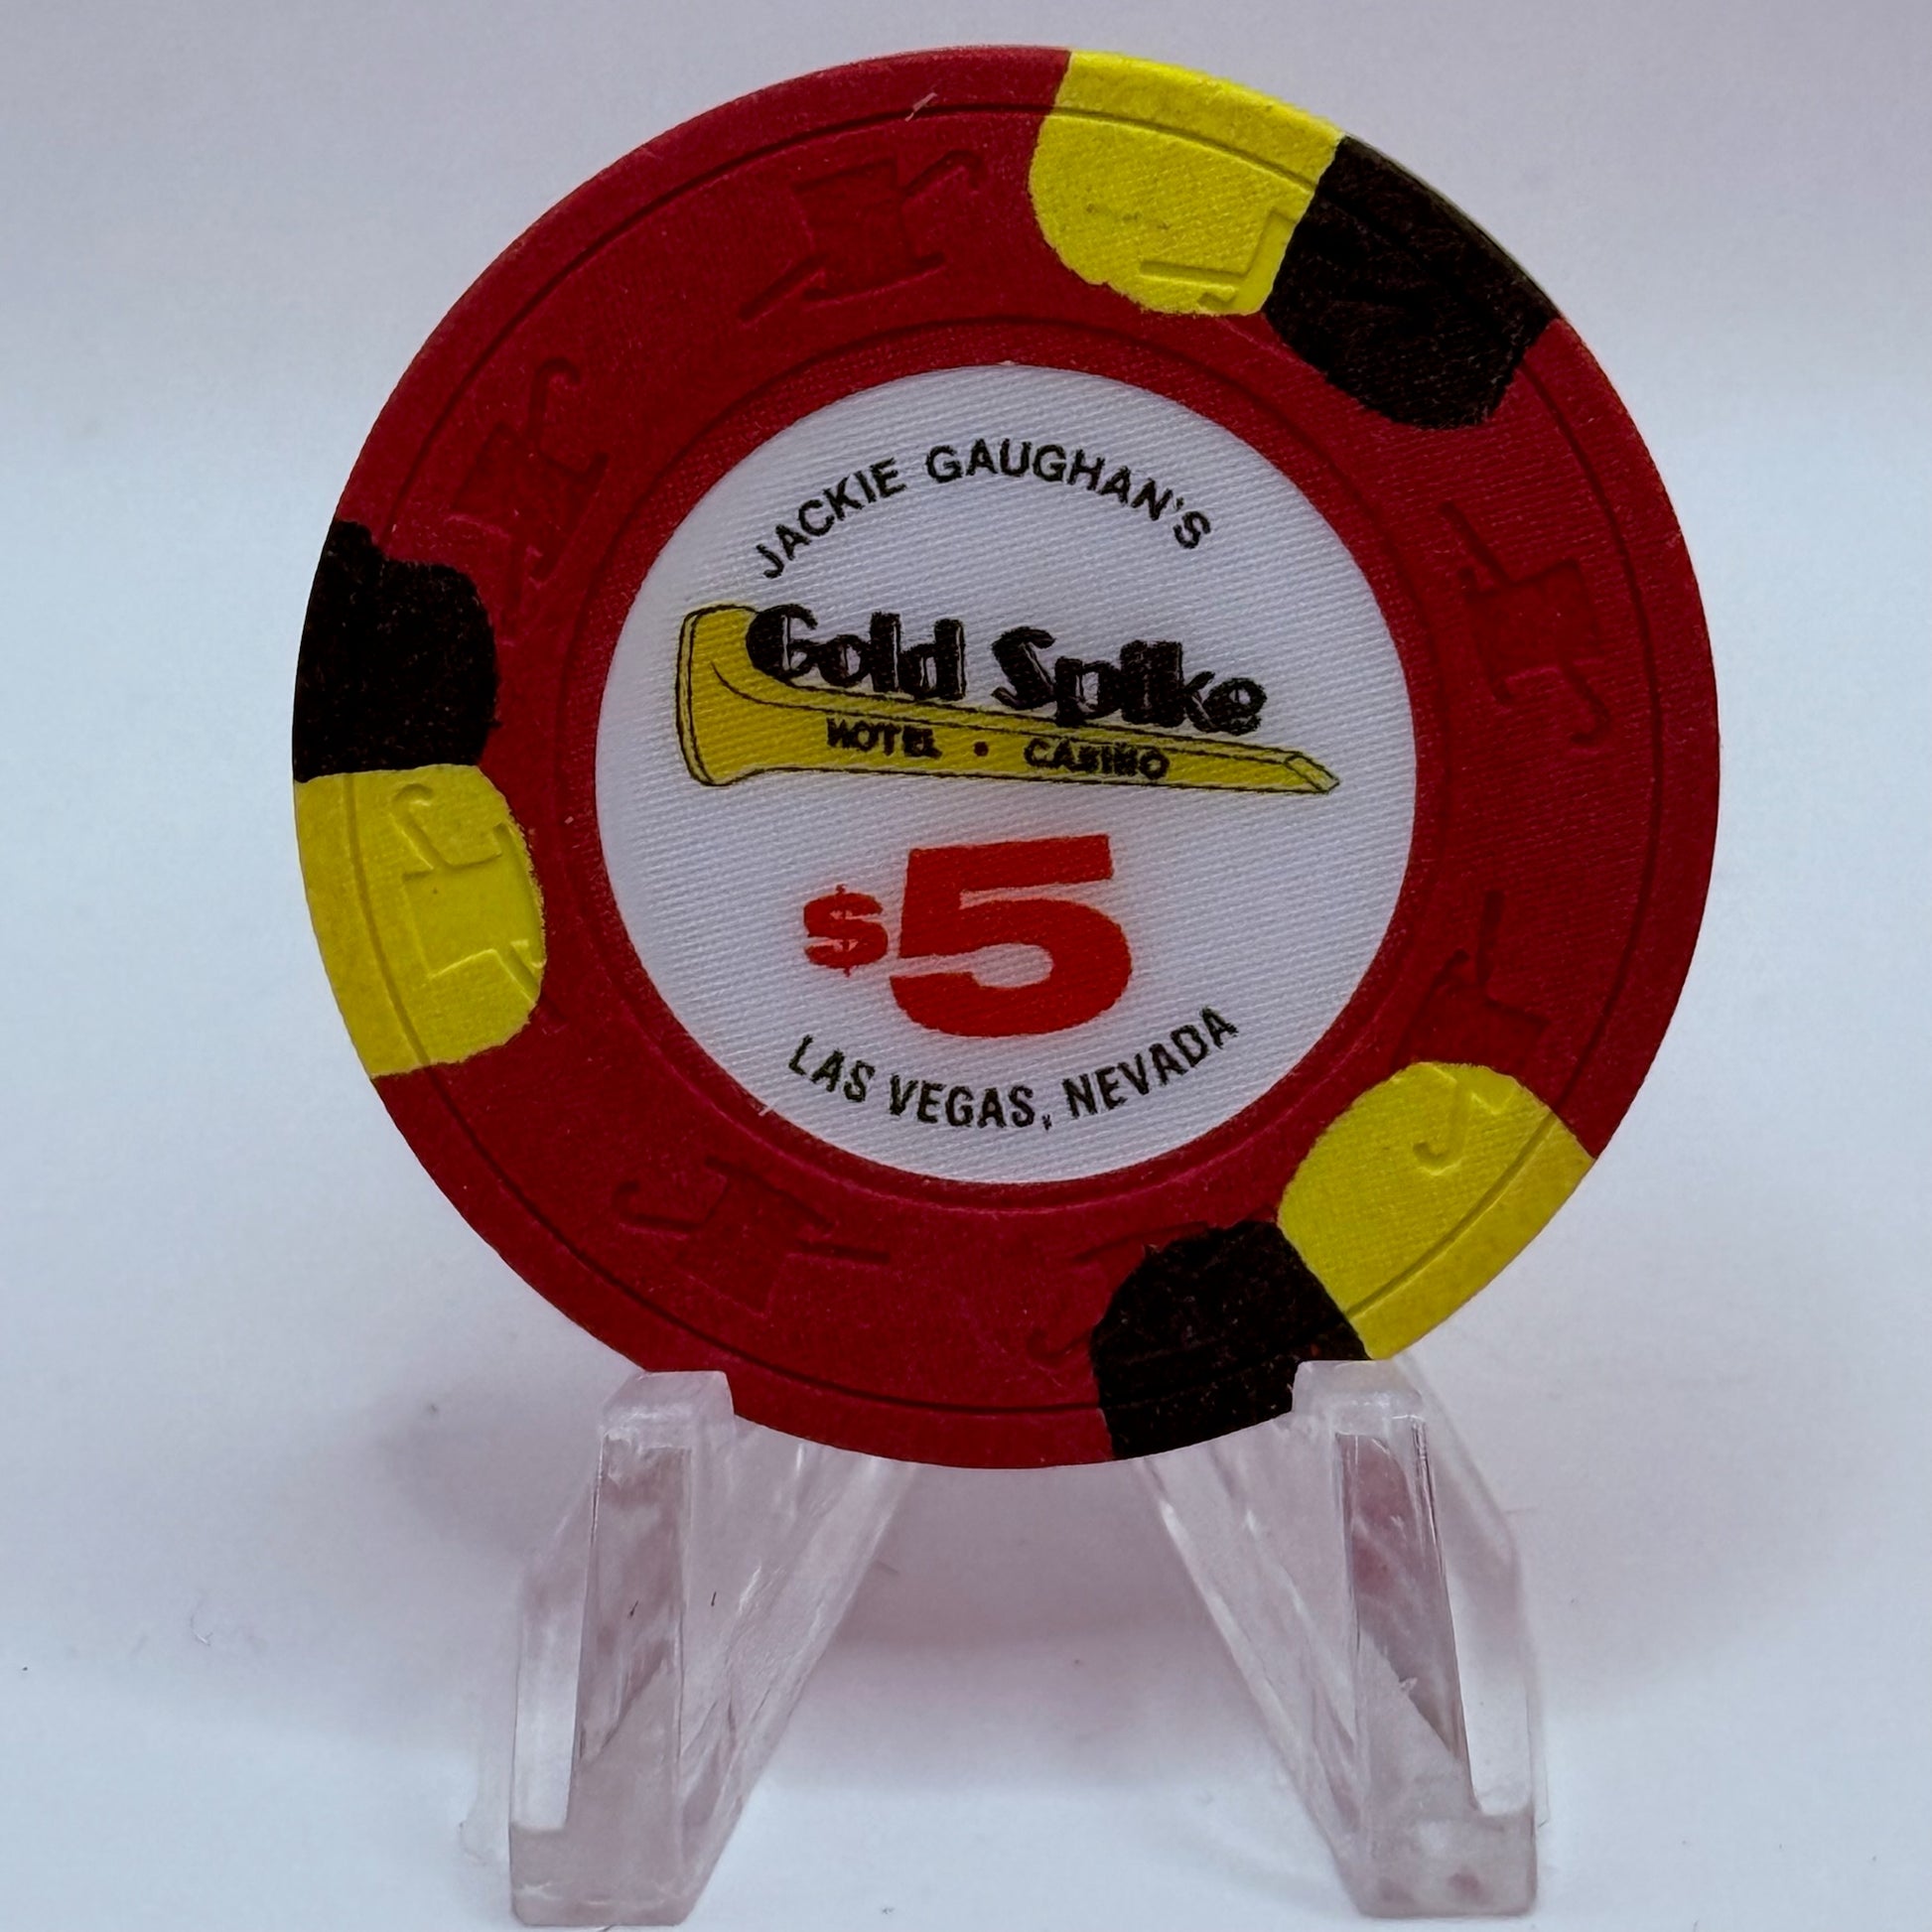 JACKIE GAUGHAN'S
Gold Spike
HOTEL • CASINO
$5
LAS VEGAS, NEVADA